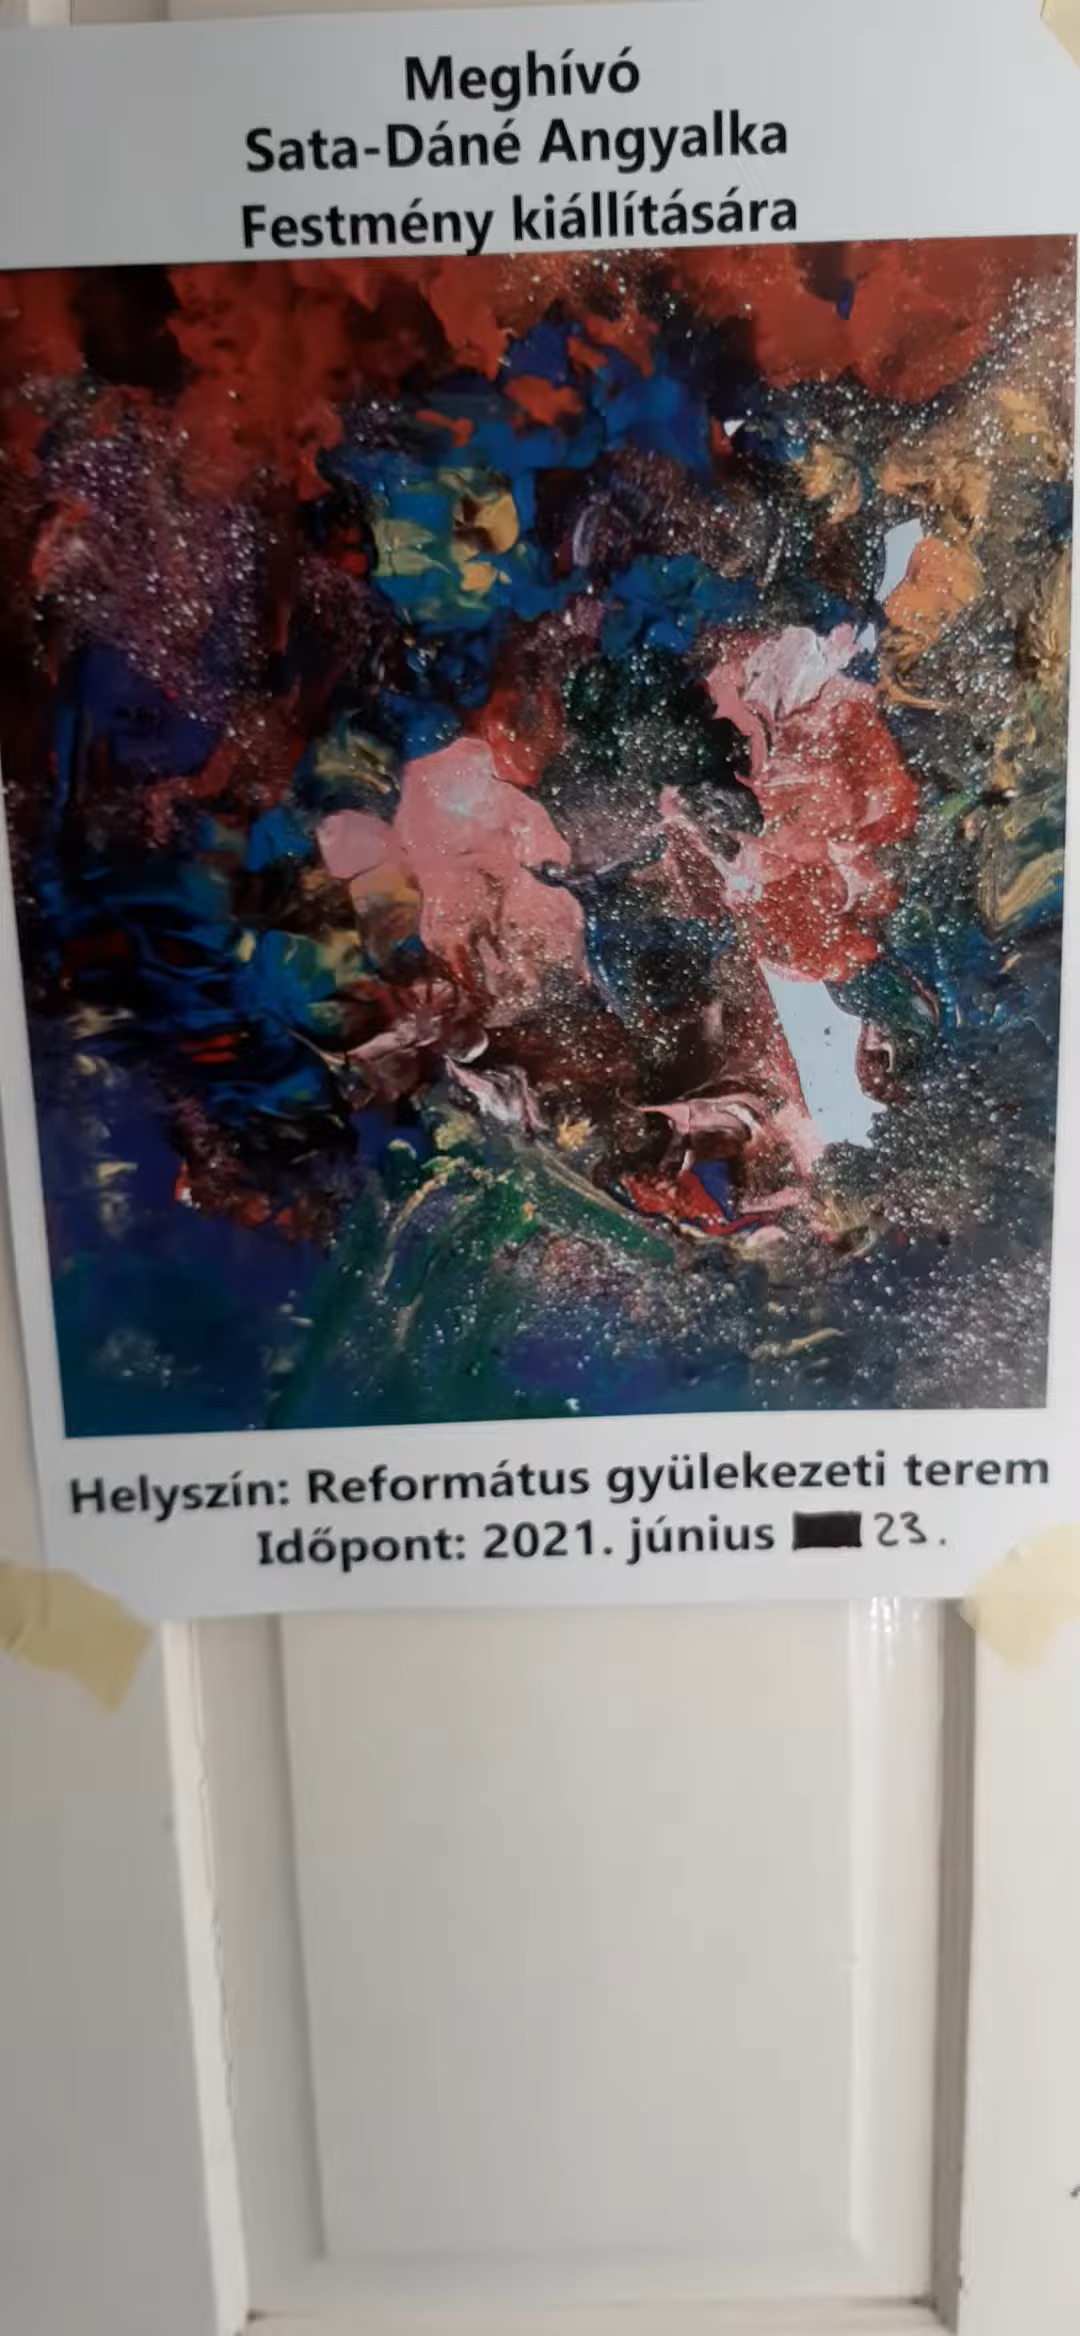 Meghívó
Sata-Dáné Angyalka
Festmény kiállítására
Helyszín: Református gyülekezeti terem
Időpont: 2021. június 23.